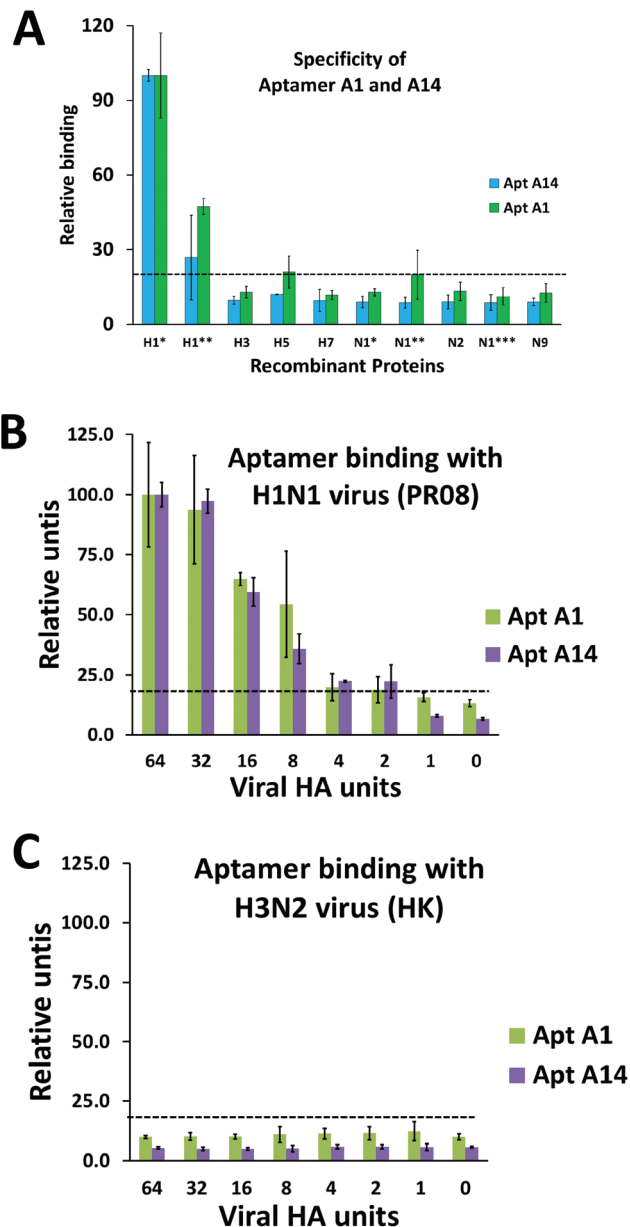 A
Specificity of
Aptamer A1 and A14
120
90
60
30
0
Relative binding
Apt A14
Apt A1
H1* H1** H3 H5 H7 N1* N1** N2 N1*** N9
Recombinant Proteins
B
Aptamer binding with
H1N1 virus (PR08)
125.0
100.0
75.0
50.0
25.0
0.0
Relative untis
Apt A1
Apt A14
64 32 16 8 4 2 1 0
Viral HA units
C
Aptamer binding with
H3N2 virus (HK)
125.0
100.0
75.0
50.0
25.0
0.0
Relative untis
Apt A1
Apt A14
64 32 16 8 4 2 1 0
Viral HA units